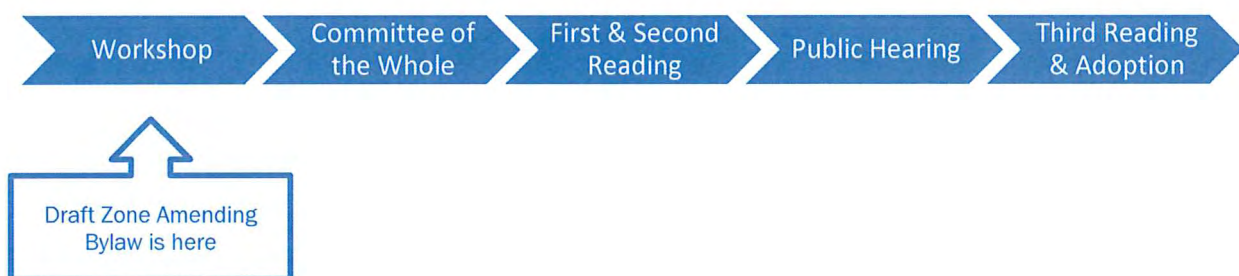 Workshop
Committee of
the Whole
First & Second
Reading
Public Hearing
Third Reading
& Adoption
Draft Zone Amending
Bylaw is here